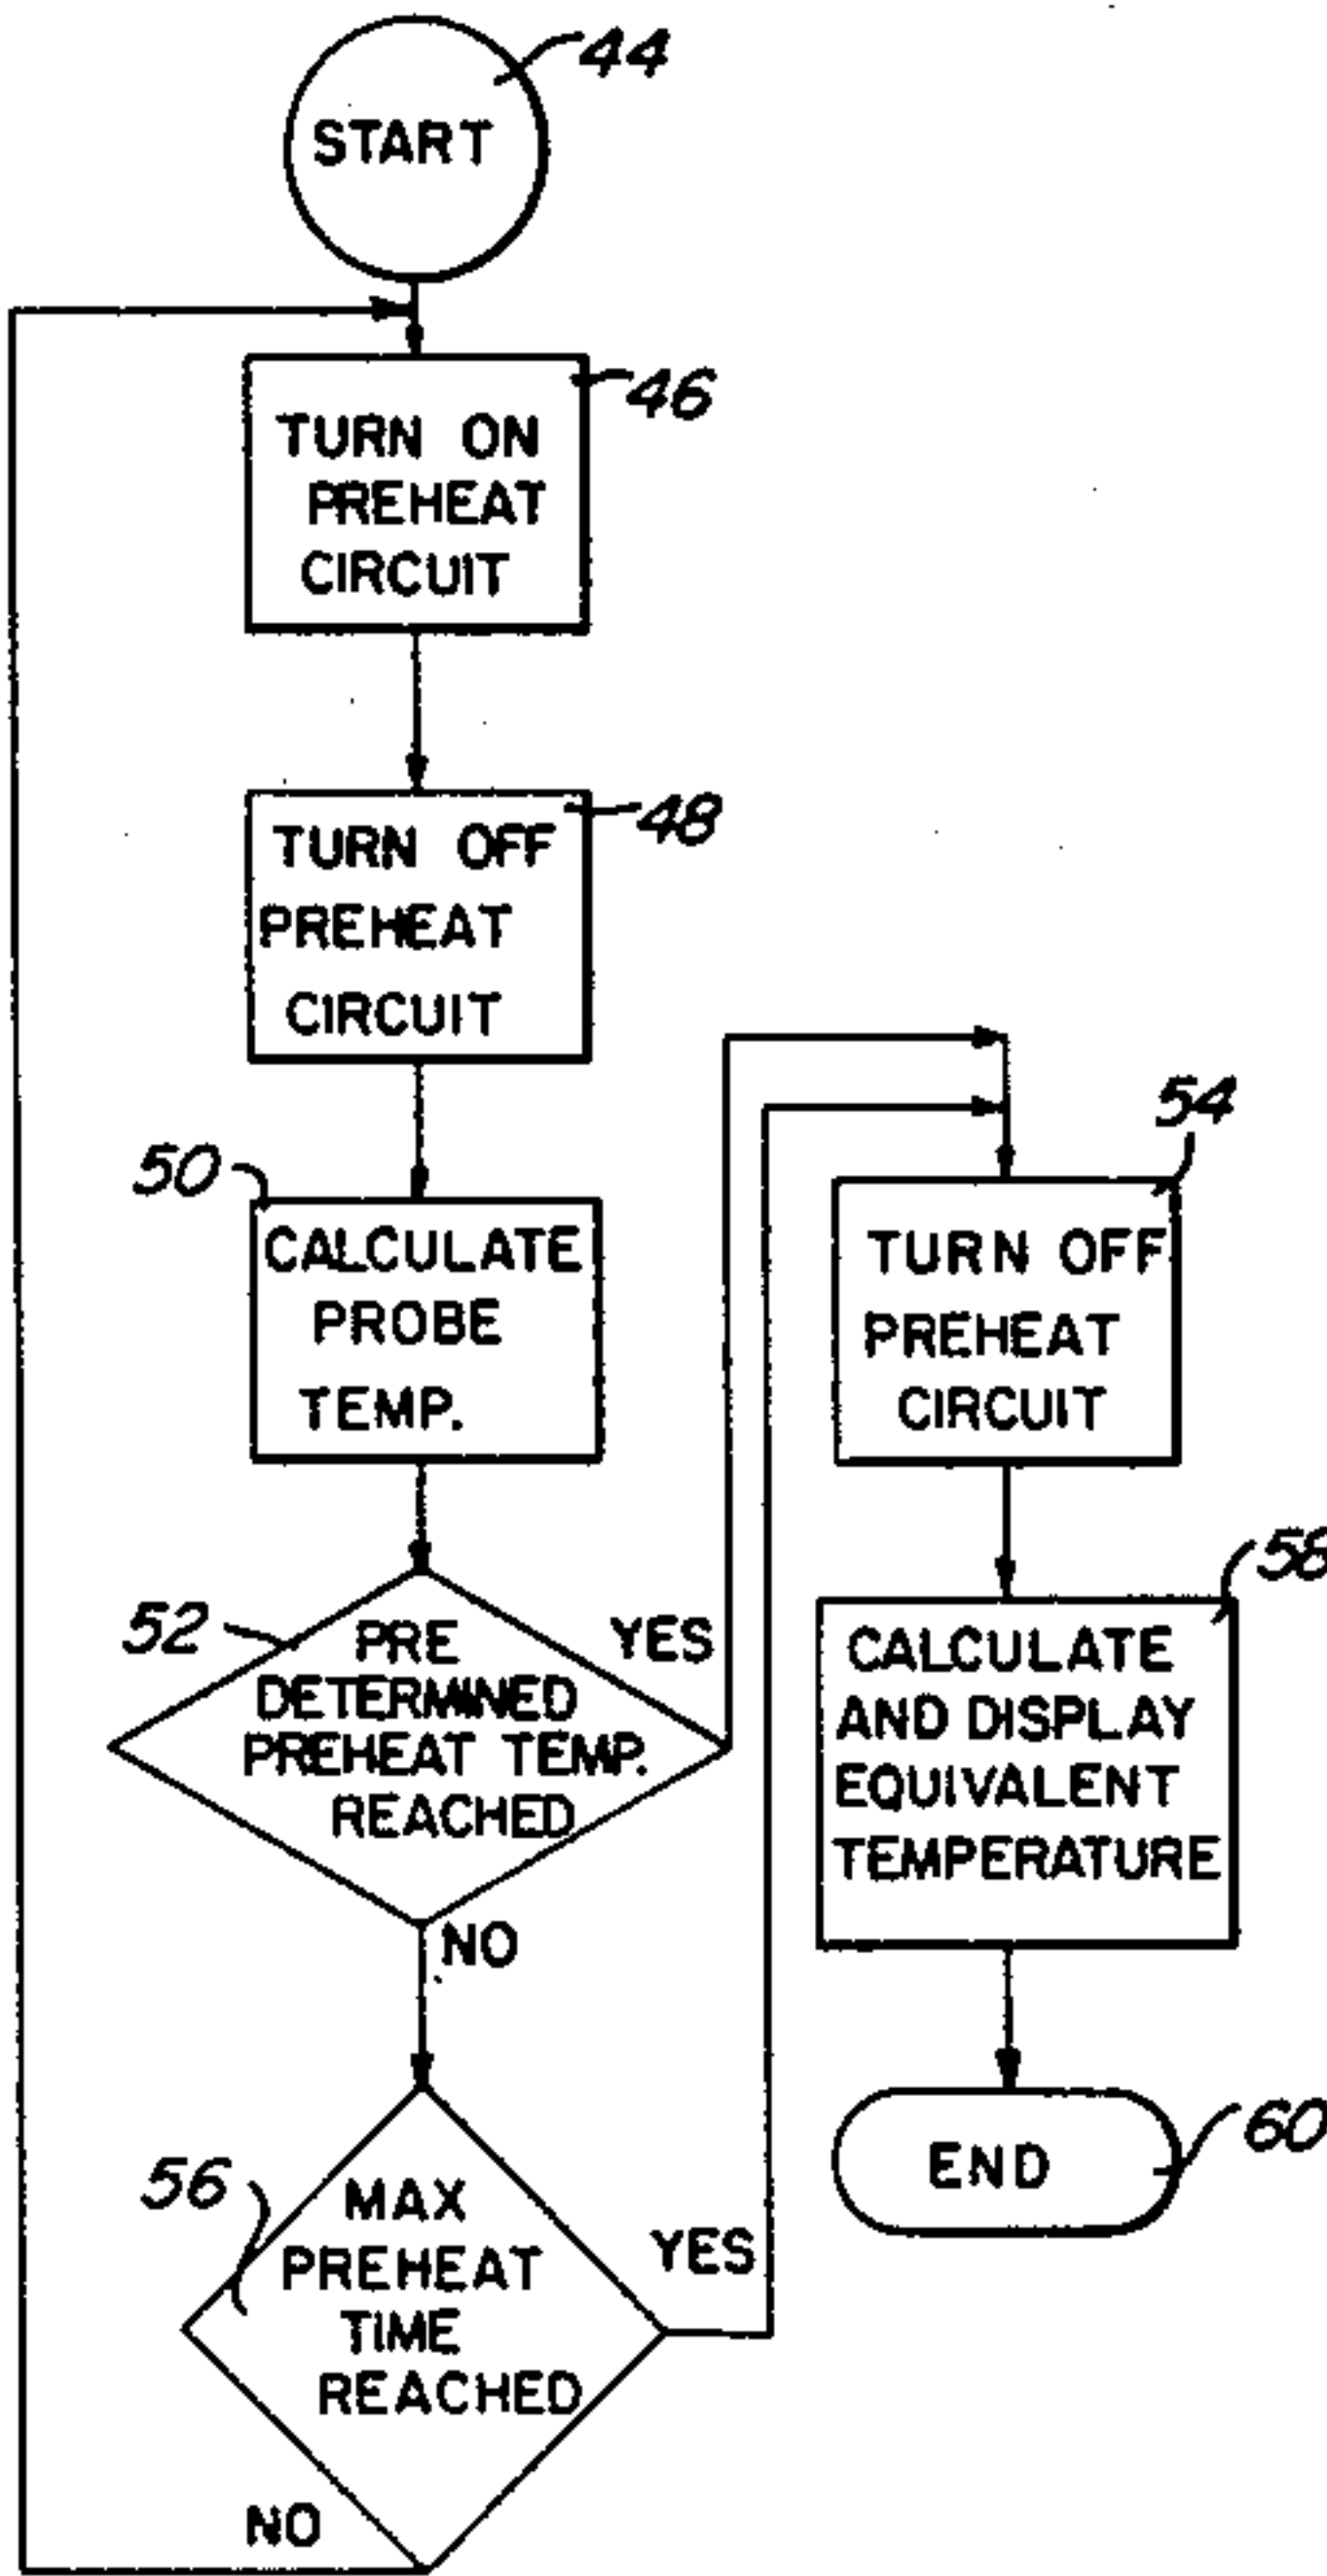 44
START
46
TURN ON
PREHEAT
CIRCUIT
48
TURN OFF
PREHEAT
CIRCUIT
50
CALCULATE
PROBE
TEMP.
52
PRE
DETERMINED
PREHEAT TEMP.
REACHED
YES
NO
56
MAX
PREHEAT
TIME
REACHED
YES
NO
54
TURN OFF
PREHEAT
CIRCUIT
58
CALCULATE
AND DISPLAY
EQUIVALENT
TEMPERATURE
60
END